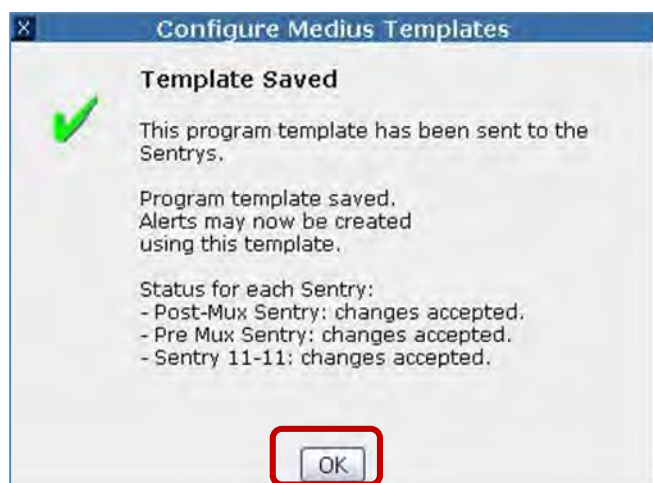 X
Configure Medius Templates
Template Saved
This program template has been sent to the
Sentrys.
Program template saved.
Alerts may now be created
using this template.
Status for each Sentry:
- Post-Mux Sentry: changes accepted.
- Pre Mux Sentry: changes accepted.
- Sentry 11-11: changes accepted.
OK